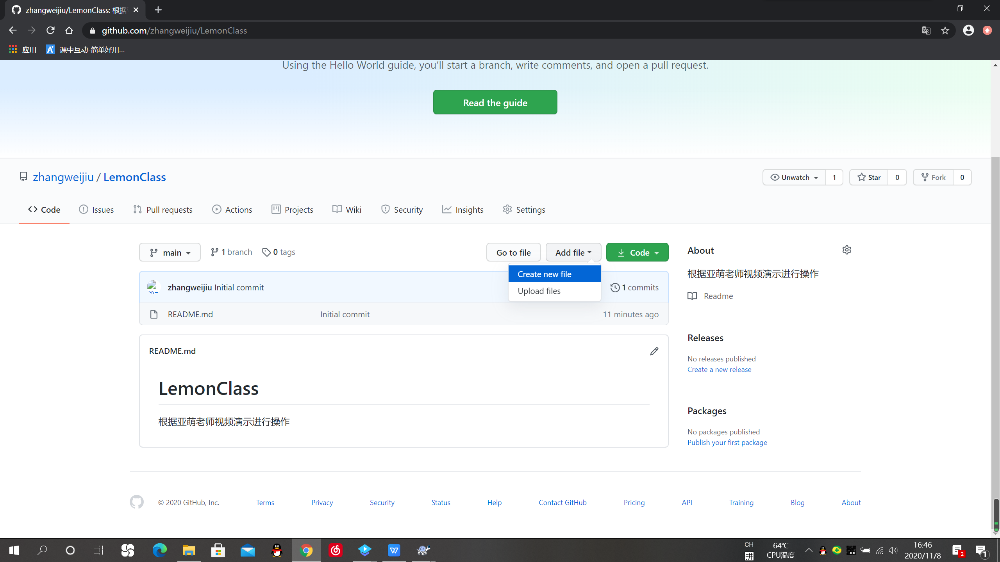 zhangweijiu/LemonClass: 根据
github.com/zhangweijiu/LemonClass
应用
课中互动-简单好用...
Using the Hello World guide, you’ll start a branch, write comments, and open a pull request.
Read the guide
zhangweijiu / LemonClass
Unwatch 1
Star 0
Fork 0
Code
Issues
Pull requests
Actions
Projects
Wiki
Security
Insights
Settings
main
1 branch
0 tags
Go to file
Add file
Code
Create new file
Upload files
zhangweijiu Initial commit
1 commits
README.md
Initial commit
11 minutes ago
README.md
LemonClass
根据亚萌老师视频演示进行操作
About
根据亚萌老师视频演示进行操作
Readme
Releases
No releases published
Create a new release
Packages
No packages published
Publish your first package
© 2020 GitHub, Inc.
Terms
Privacy
Security
Status
Help
Contact GitHub
Pricing
API
Training
Blog
About
CH
拼
64℃
CPU温度
16:46
2020/11/8
2
1